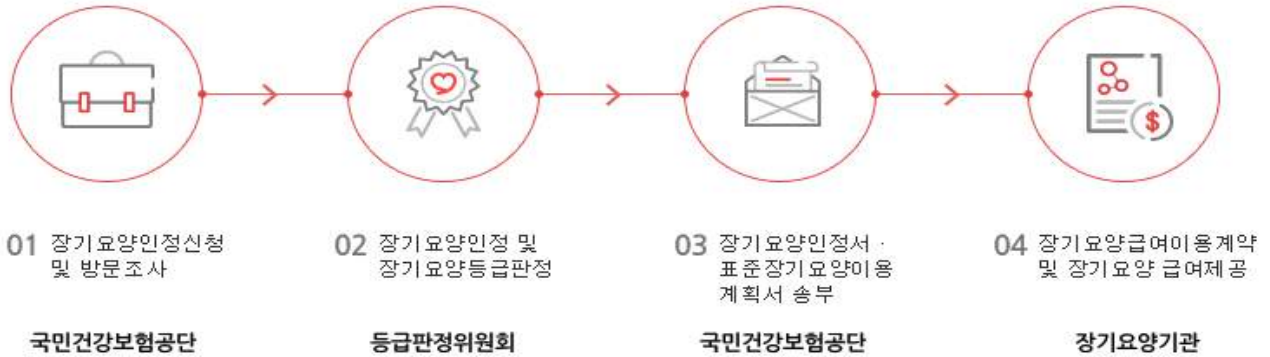 01 장기요양인정신청
및 방문조사
국민건강보험공단
02 장기요양인정 및
장기요양등급판정
등급판정위원회
03 장기요양인정서 ·
표준장기요양이용
계획서 송부
국민건강보험공단
04 장기요양급여이용계약
및 장기요양 급여제공
장기요양기관
$